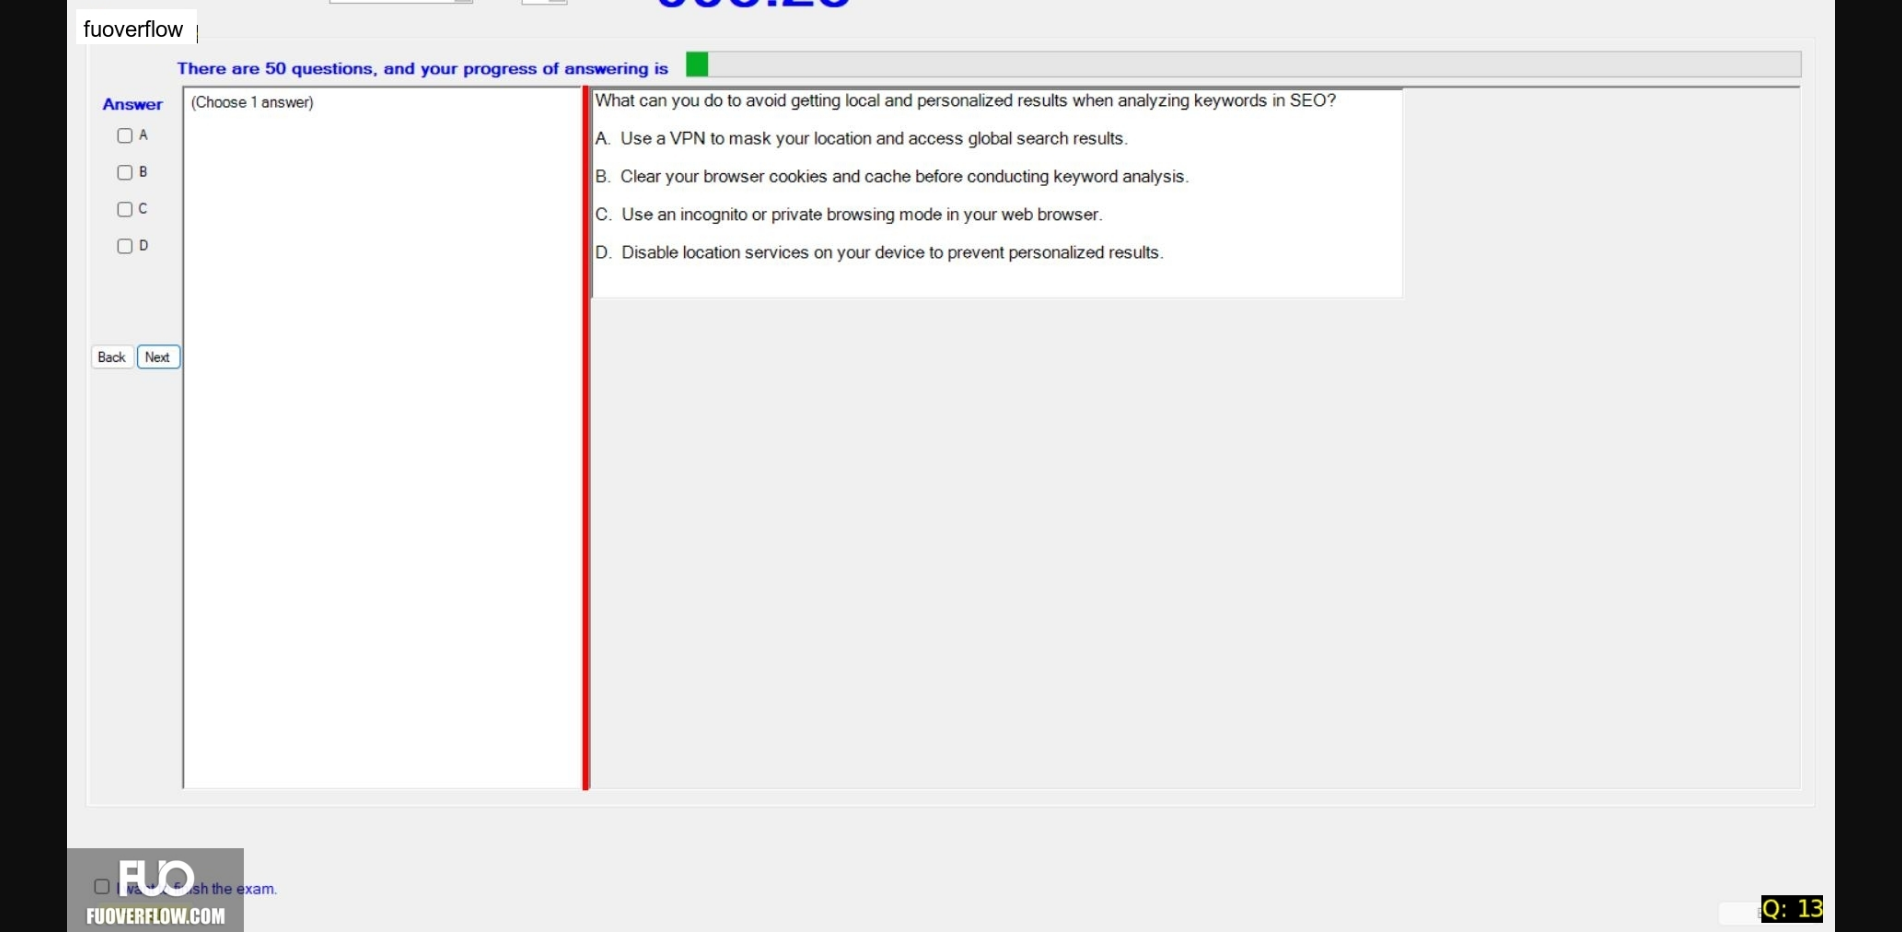 fuoverflow
There are 50 questions, and your progress of answering is
Answer
(Choose 1 answer)
A
B
C
D
Back
Next
What can you do to avoid getting local and personalized results when analyzing keywords in SEO?
A. Use a VPN to mask your location and access global search results.
B. Clear your browser cookies and cache before conducting keyword analysis.
C. Use an incognito or private browsing mode in your web browser.
D. Disable location services on your device to prevent personalized results.
FUO
the exam.
FUOVERFLOW.COM
Q: 13